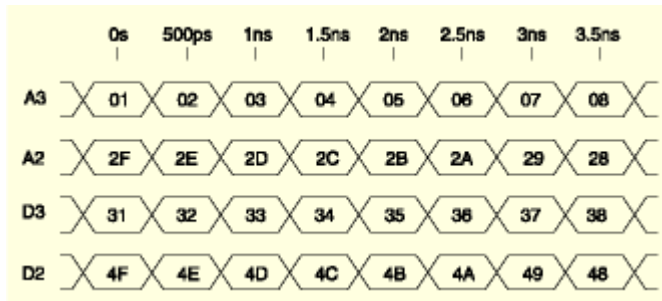 0s 500ps 1ns 1.5ns 2ns 2.5ns 3ns 3.5ns
A3 01 02 03 04 05 06 07 08
A2 2F 2E 2D 2C 2B 2A 29 28
D3 31 32 33 34 35 36 37 38
D2 4F 4E 4D 4C 4B 4A 49 48